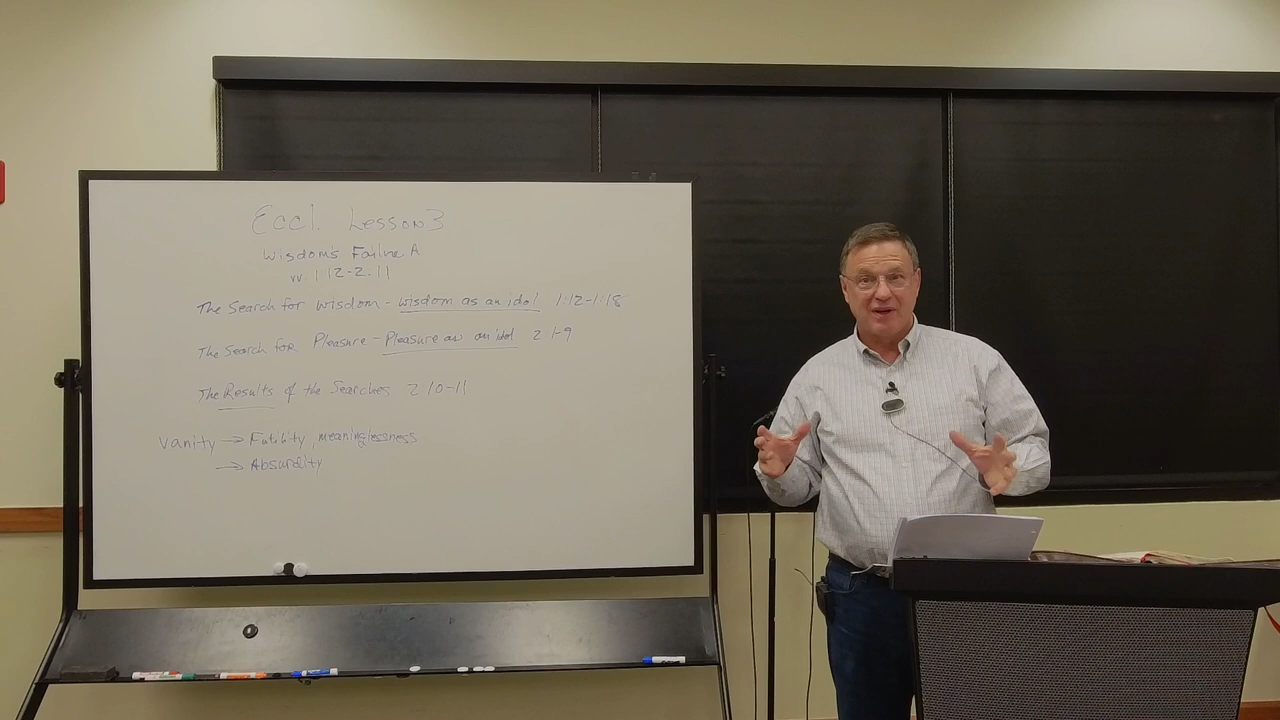 Eccl. Lesson 3
Wisdom's Failure A
vv 1:12-2:11
The Search for Wisdom - Wisdom as an idol 1:12-1:18
The Search for Pleasure - Pleasure as an idol 2:1-9
The Results of the Searches 2:10-11
Vanity → Futility, meaninglessness
→ Absurdity